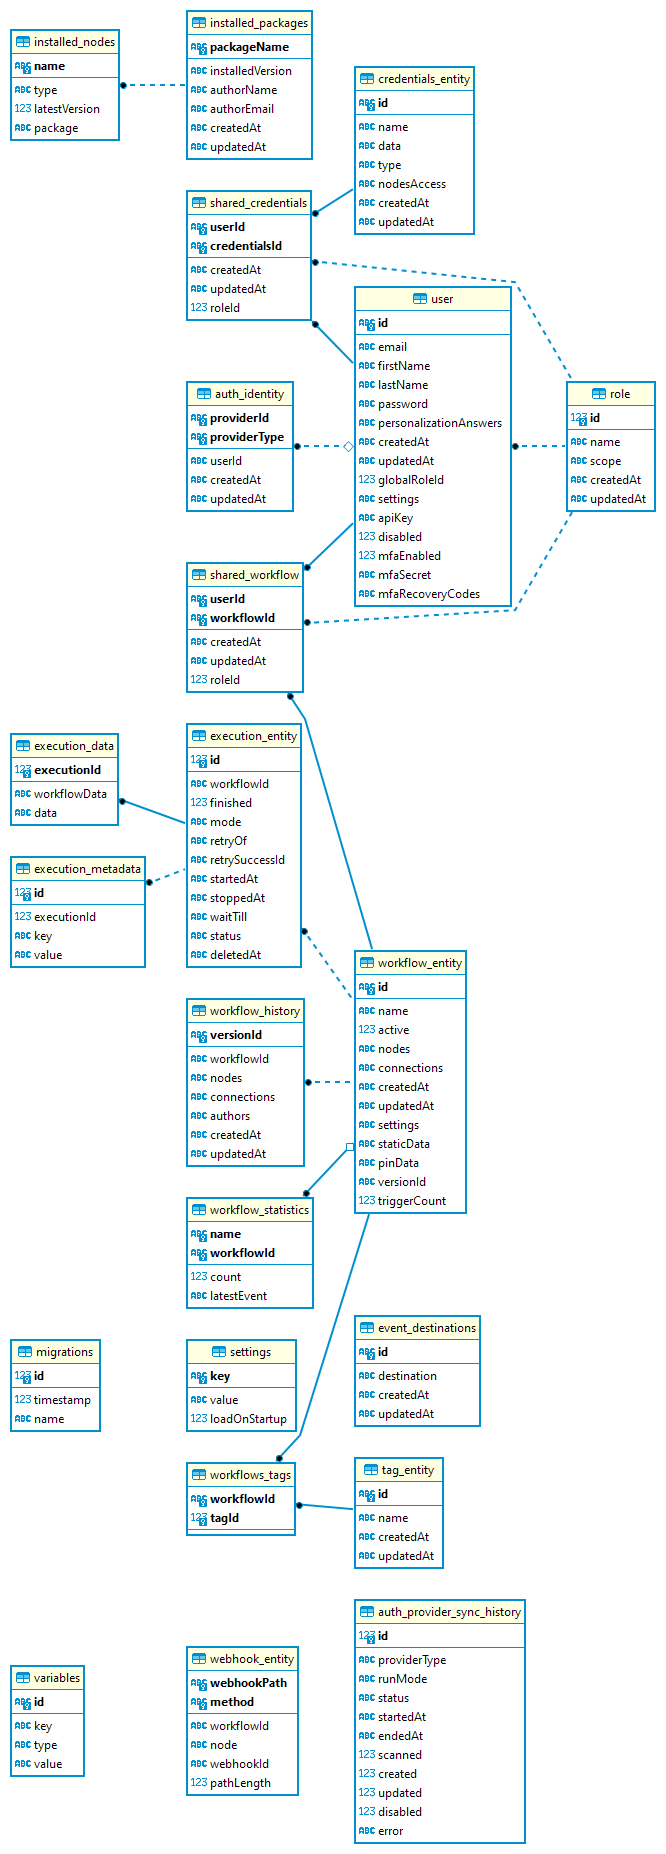 installed_nodes
name
type
latestVersion
package
installed_packages
packageName
installedVersion
authorName
authorEmail
createdAt
updatedAt
credentials_entity
id
name
data
type
nodesAccess
createdAt
updatedAt
shared_credentials
userId
credentialsId
createdAt
updatedAt
roleId
user
id
email
firstName
lastName
password
personalizationAnswers
createdAt
updatedAt
globalRoleId
settings
apiKey
disabled
mfaEnabled
mfaSecret
mfaRecoveryCodes
auth_identity
providerId
providerType
userId
createdAt
updatedAt
role
id
name
scope
createdAt
updatedAt
shared_workflow
userId
workflowId
createdAt
updatedAt
roleId
execution_data
executionId
workflowData
data
execution_entity
id
workflowId
finished
mode
retryOf
retrySuccessId
startedAt
stoppedAt
waitTill
status
deletedAt
execution_metadata
id
executionId
key
value
workflow_entity
id
name
active
nodes
connections
createdAt
updatedAt
settings
staticData
pinData
versionId
triggerCount
workflow_history
versionId
workflowId
nodes
connections
authors
createdAt
updatedAt
workflow_statistics
name
workflowId
count
latestEvent
migrations
id
timestamp
name
settings
key
value
loadOnStartup
event_destinations
id
destination
createdAt
updatedAt
workflows_tags
workflowId
tagId
tag_entity
id
name
createdAt
updatedAt
variables
id
key
type
value
webhook_entity
webhookPath
method
workflowId
node
webhookId
pathLength
auth_provider_sync_history
id
providerType
runMode
status
startedAt
endedAt
scanned
created
updated
disabled
error